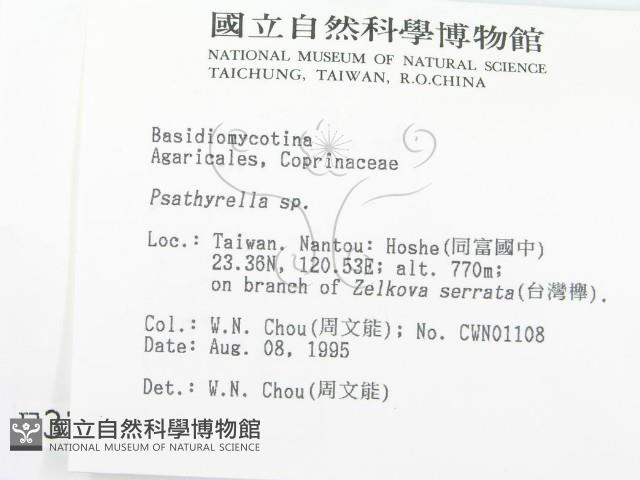 國立自然科學博物館
NATIONAL MUSEUM OF NATURAL SCIENCE
TAICHUNG, TAIWAN, R.O.CHINA
Basidiomycotina
Agaricales, Coprinaceae
Psathyrella sp.
Loc.: Taiwan. Nantou: Hoshe(同富國中)
23.36N, 120.53E; alt. 770m;
on branch of Zelkova serrata(台灣櫸).
Col.: W.N. Chou(周文能); No. CWN01108
Date: Aug. 08, 1995
Det.: W.N. Chou(周文能)
國立自然科學博物館
NATIONAL MUSEUM OF NATURAL SCIENCE